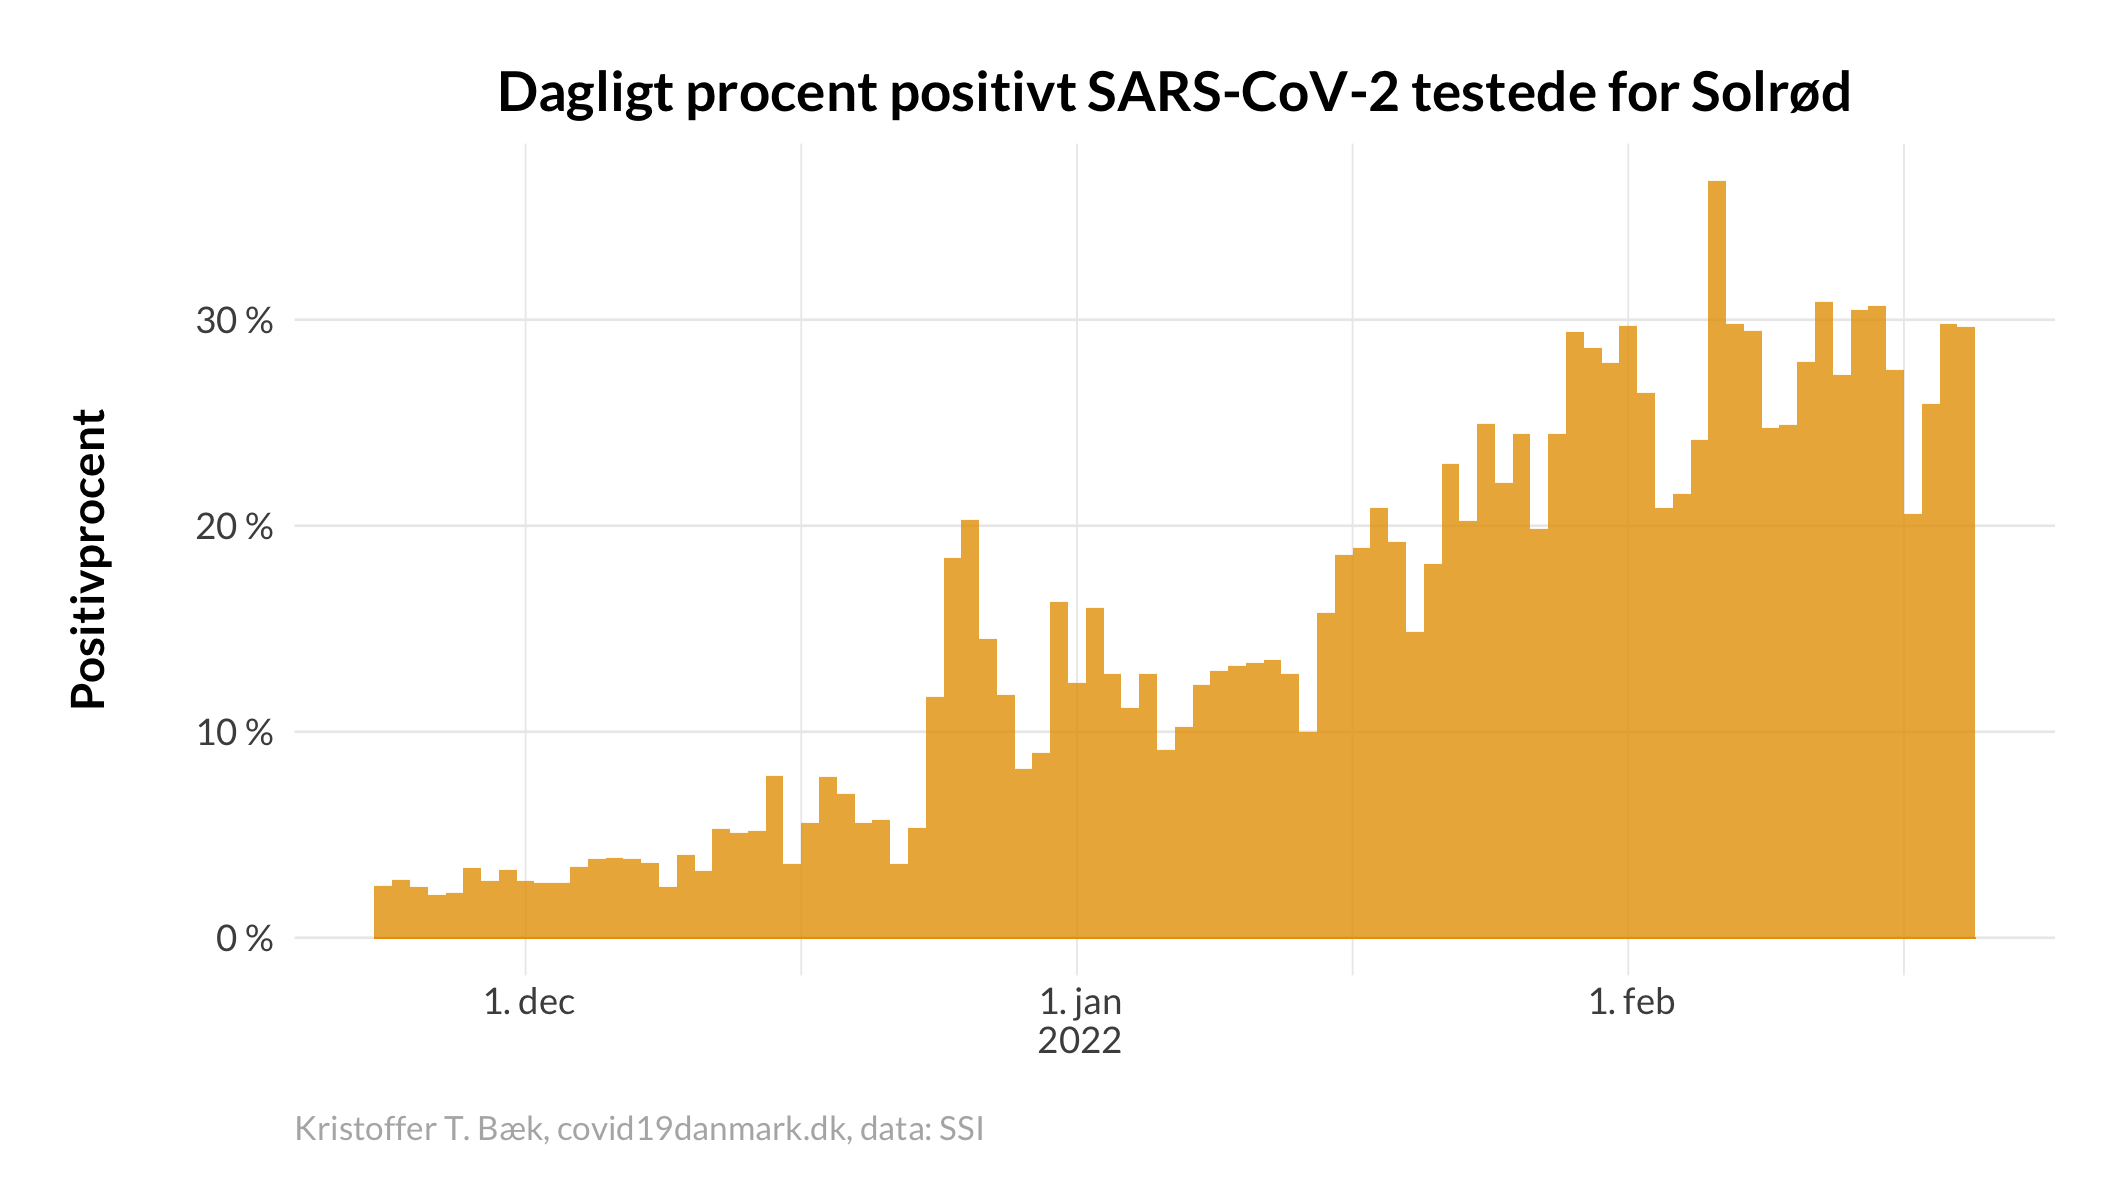 Dagligt procent positivt SARS-CoV-2 testede for Solrød
Positivprocent
30 %
20 %
10 %
0 %
1. dec
1. jan
2022
1. feb
Kristoffer T. Bæk, covid19danmark.dk, data: SSI